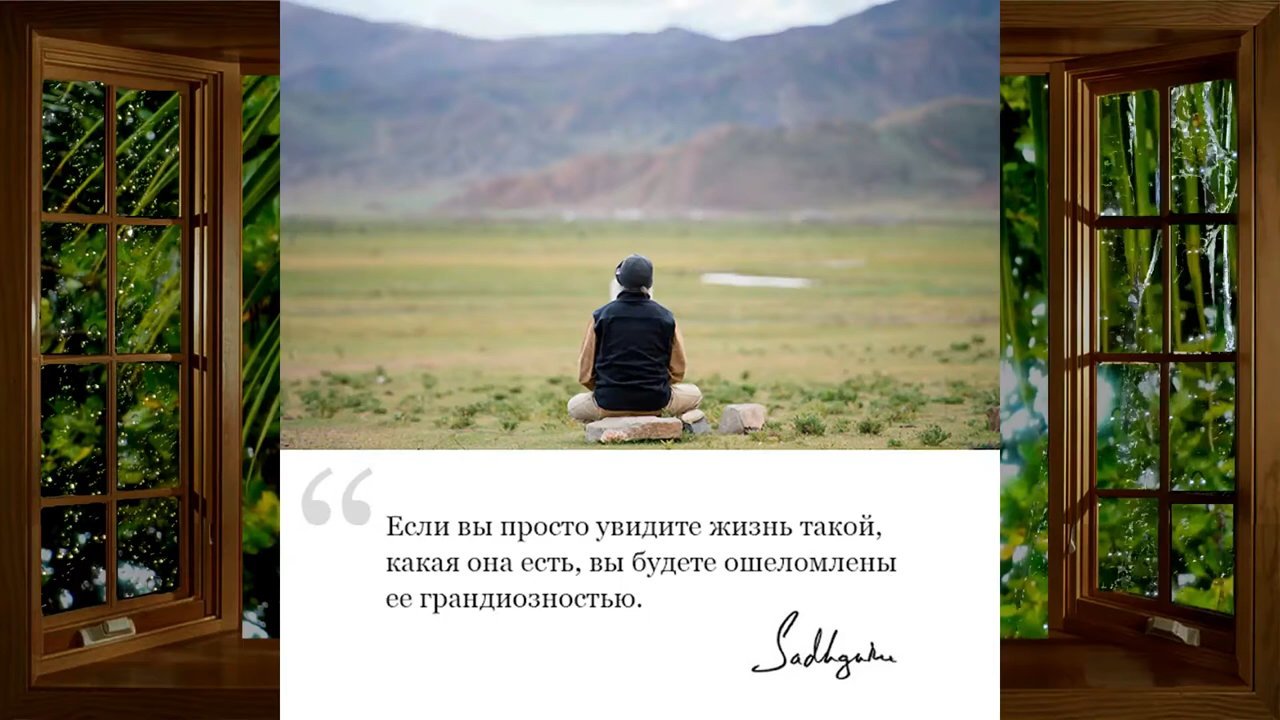 “
Если вы просто увидите жизнь такой,
какая она есть, вы будете ошеломлены
ее грандиозностью.
Sadhguru